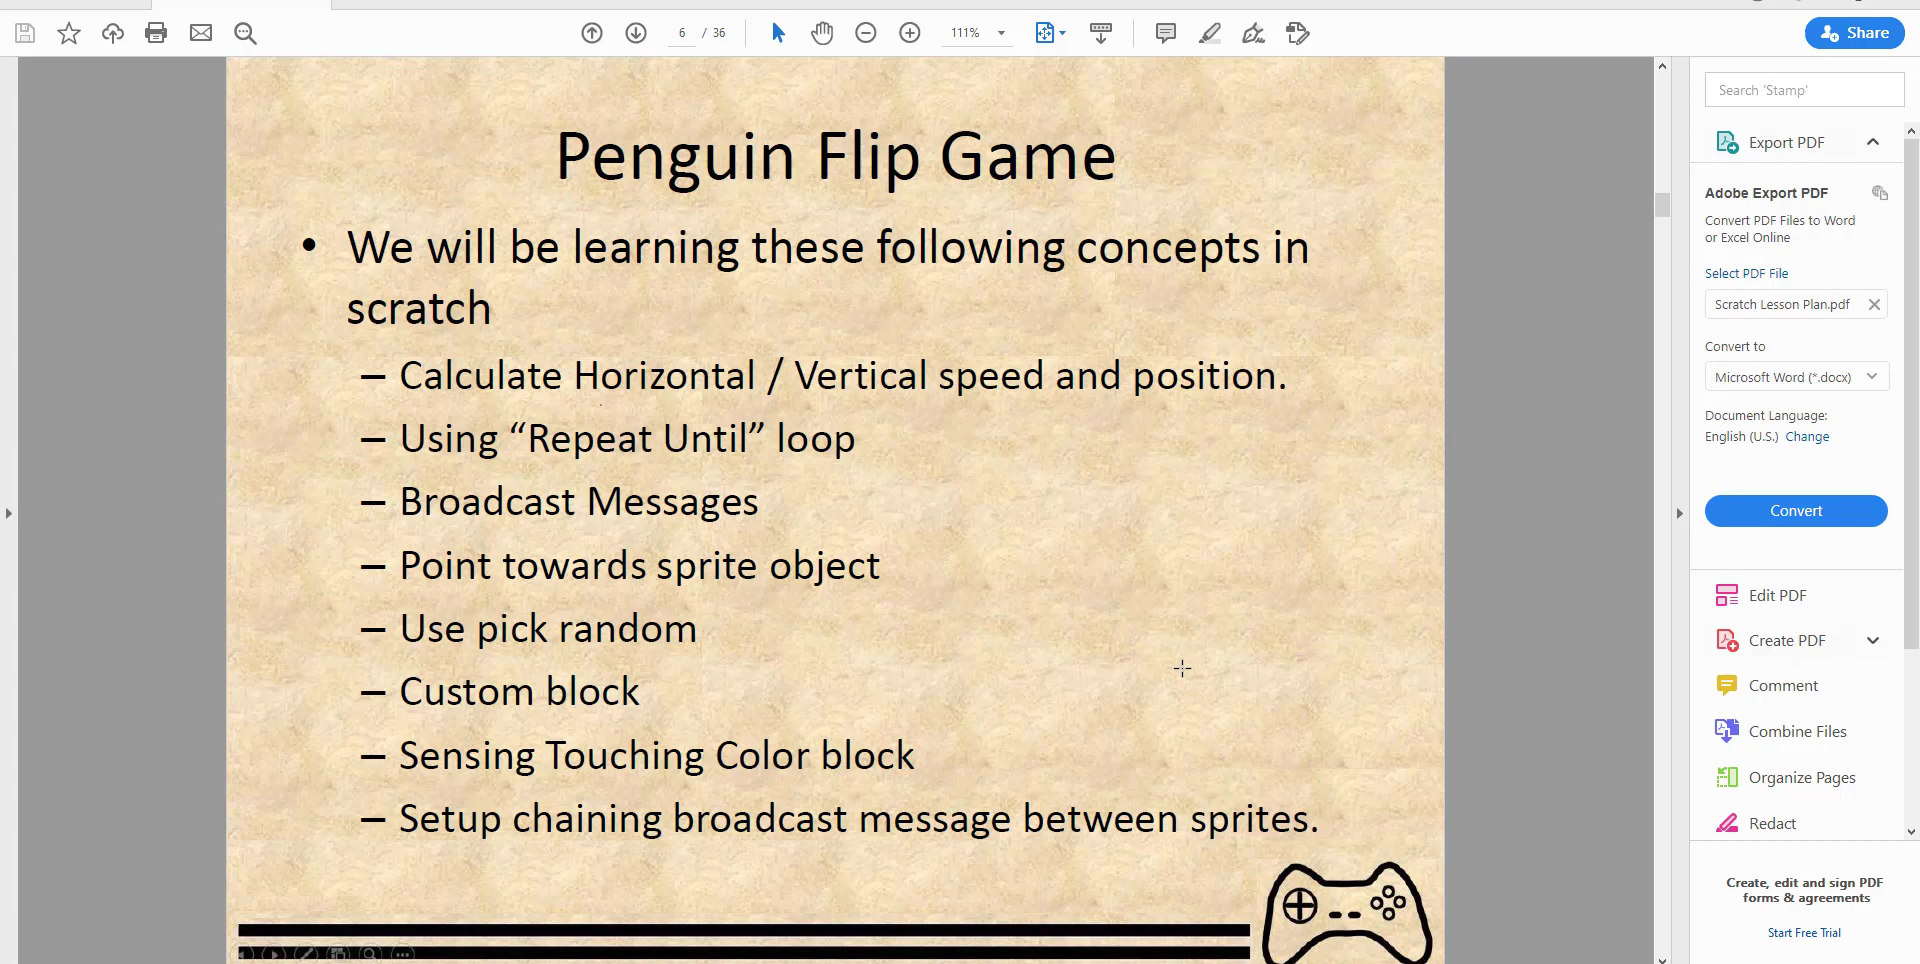 6 / 36
111%
Share
Search 'Stamp'
Penguin Flip Game
• We will be learning these following concepts in
scratch
– Calculate Horizontal / Vertical speed and position.
– Using “Repeat Until” loop
– Broadcast Messages
– Point towards sprite object
– Use pick random
– Custom block
– Sensing Touching Color block
– Setup chaining broadcast message between sprites.
Export PDF
Adobe Export PDF
Convert PDF Files to Word
or Excel Online
Select PDF File
Scratch Lesson Plan.pdf
Convert to
Microsoft Word (*.docx)
Document Language:
English (U.S.) Change
Convert
Edit PDF
Create PDF
Comment
Combine Files
Organize Pages
Redact
Create, edit and sign PDF
forms & agreements
Start Free Trial